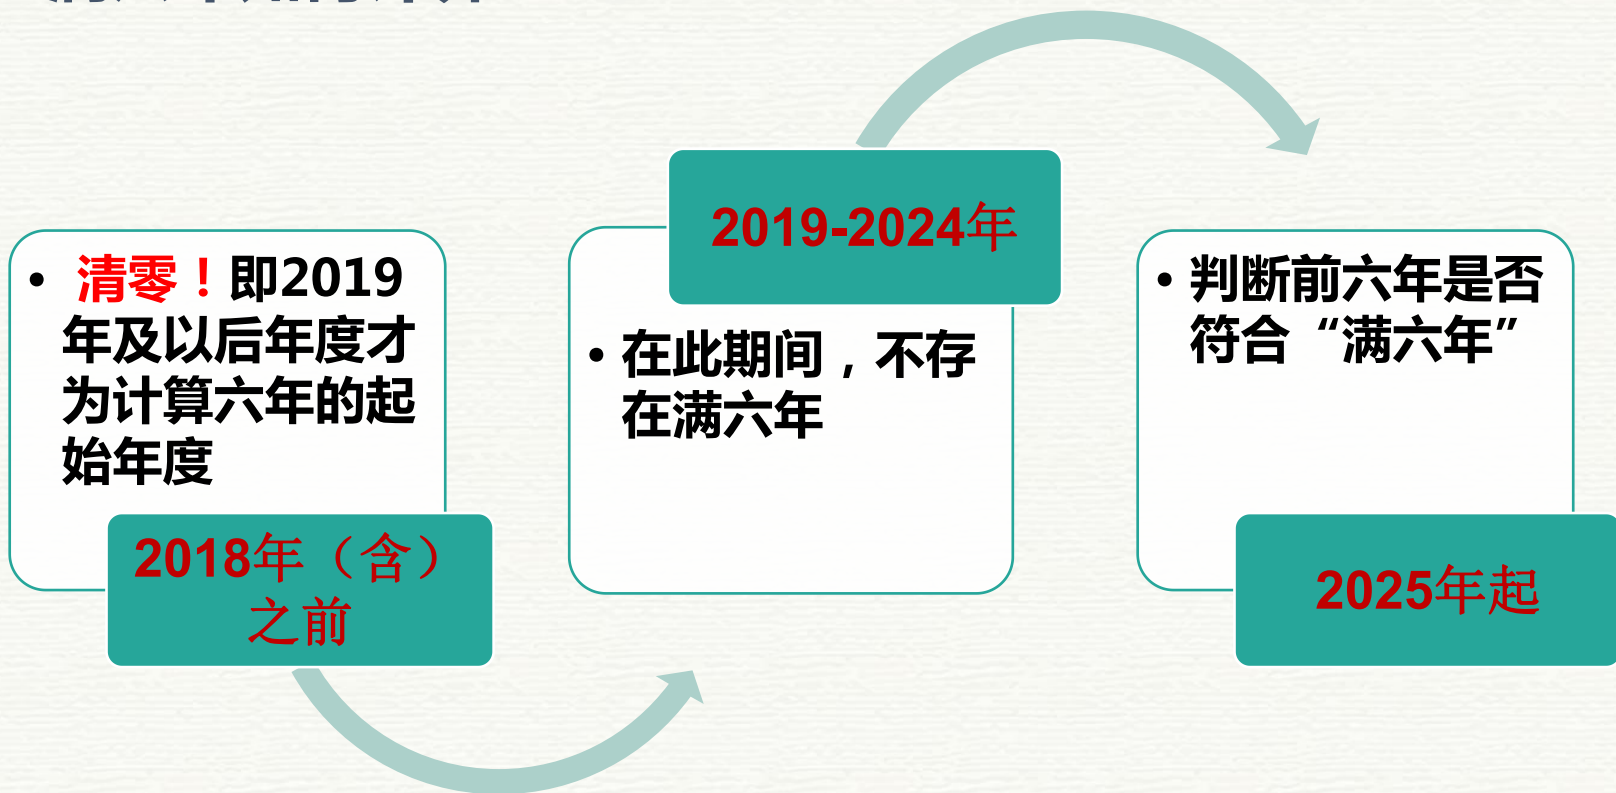 • 清零！即2019
年及以后年度才
为计算六年的起
始年度
2018年（含）
之前
2019-2024年
• 在此期间，不存
在满六年
• 判断前六年是否
符合“满六年”
2025年起